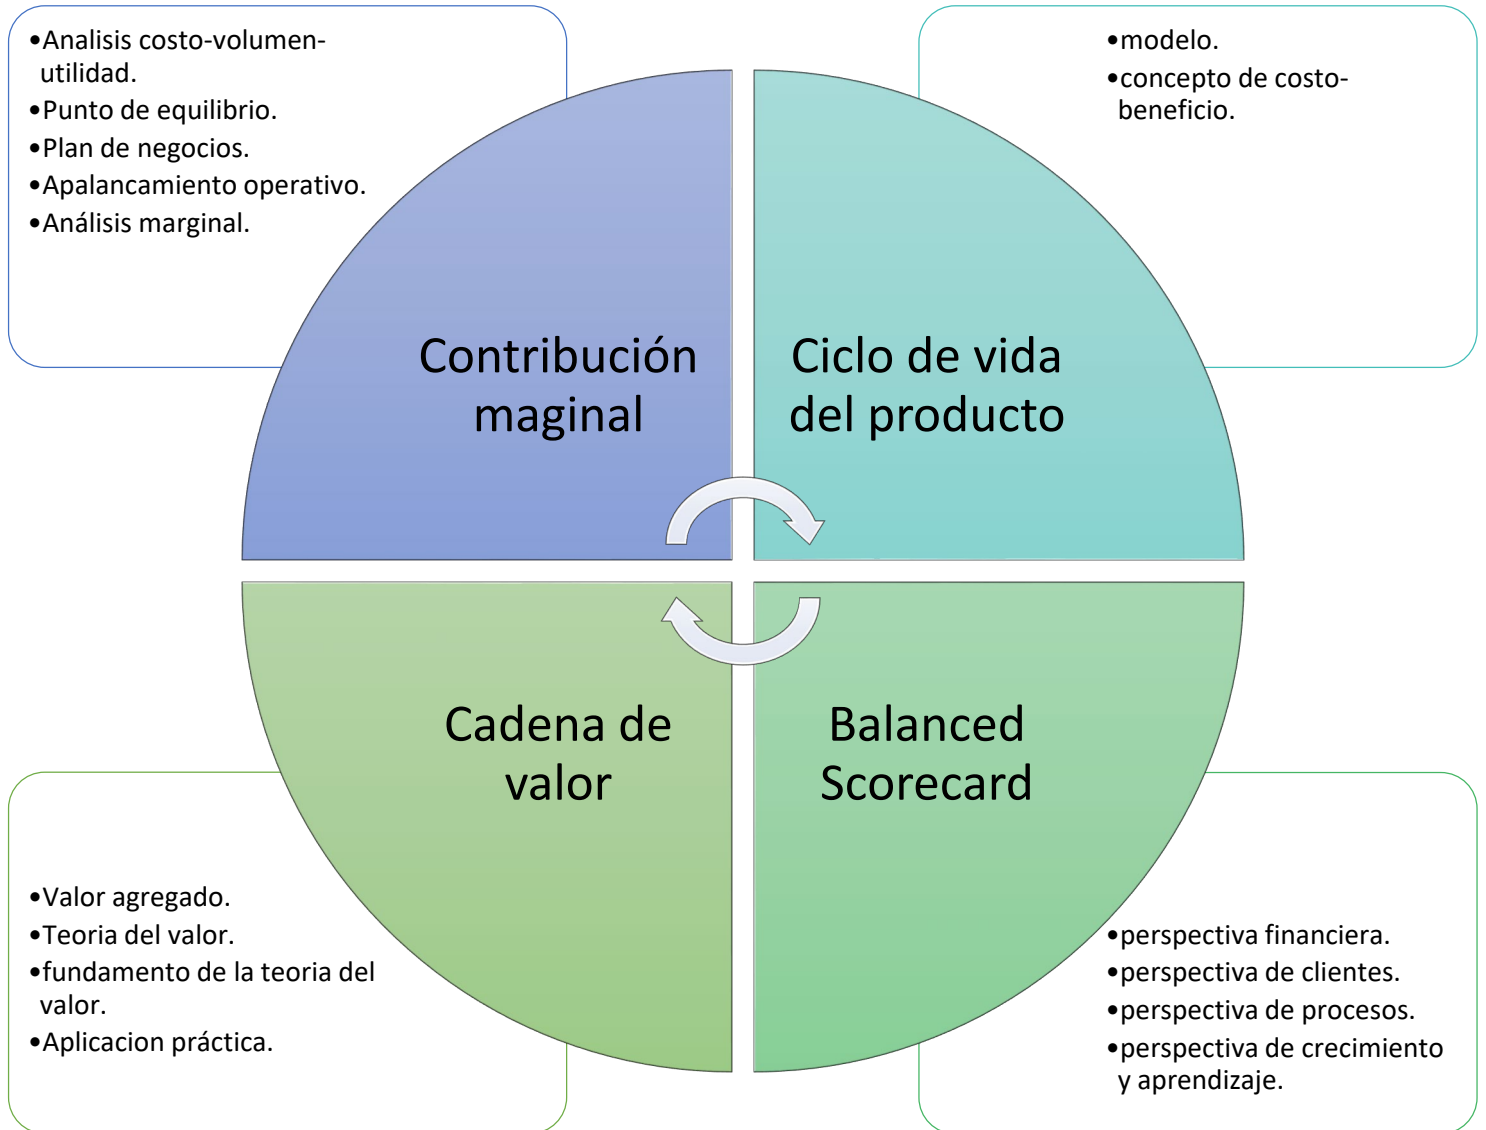 •Analisis costo-volumen-
utilidad.
•Punto de equilibrio.
•Plan de negocios.
•Apalancamiento operativo.
•Análisis marginal.
•modelo.
•concepto de costo-
beneficio.
Contribución
maginal
Ciclo de vida
del producto
Cadena de
valor
Balanced
Scorecard
•Valor agregado.
•Teoria del valor.
•fundamento de la teoria del
valor.
•Aplicacion práctica.
•perspectiva financiera.
•perspectiva de clientes.
•perspectiva de procesos.
•perspectiva de crecimiento
y aprendizaje.